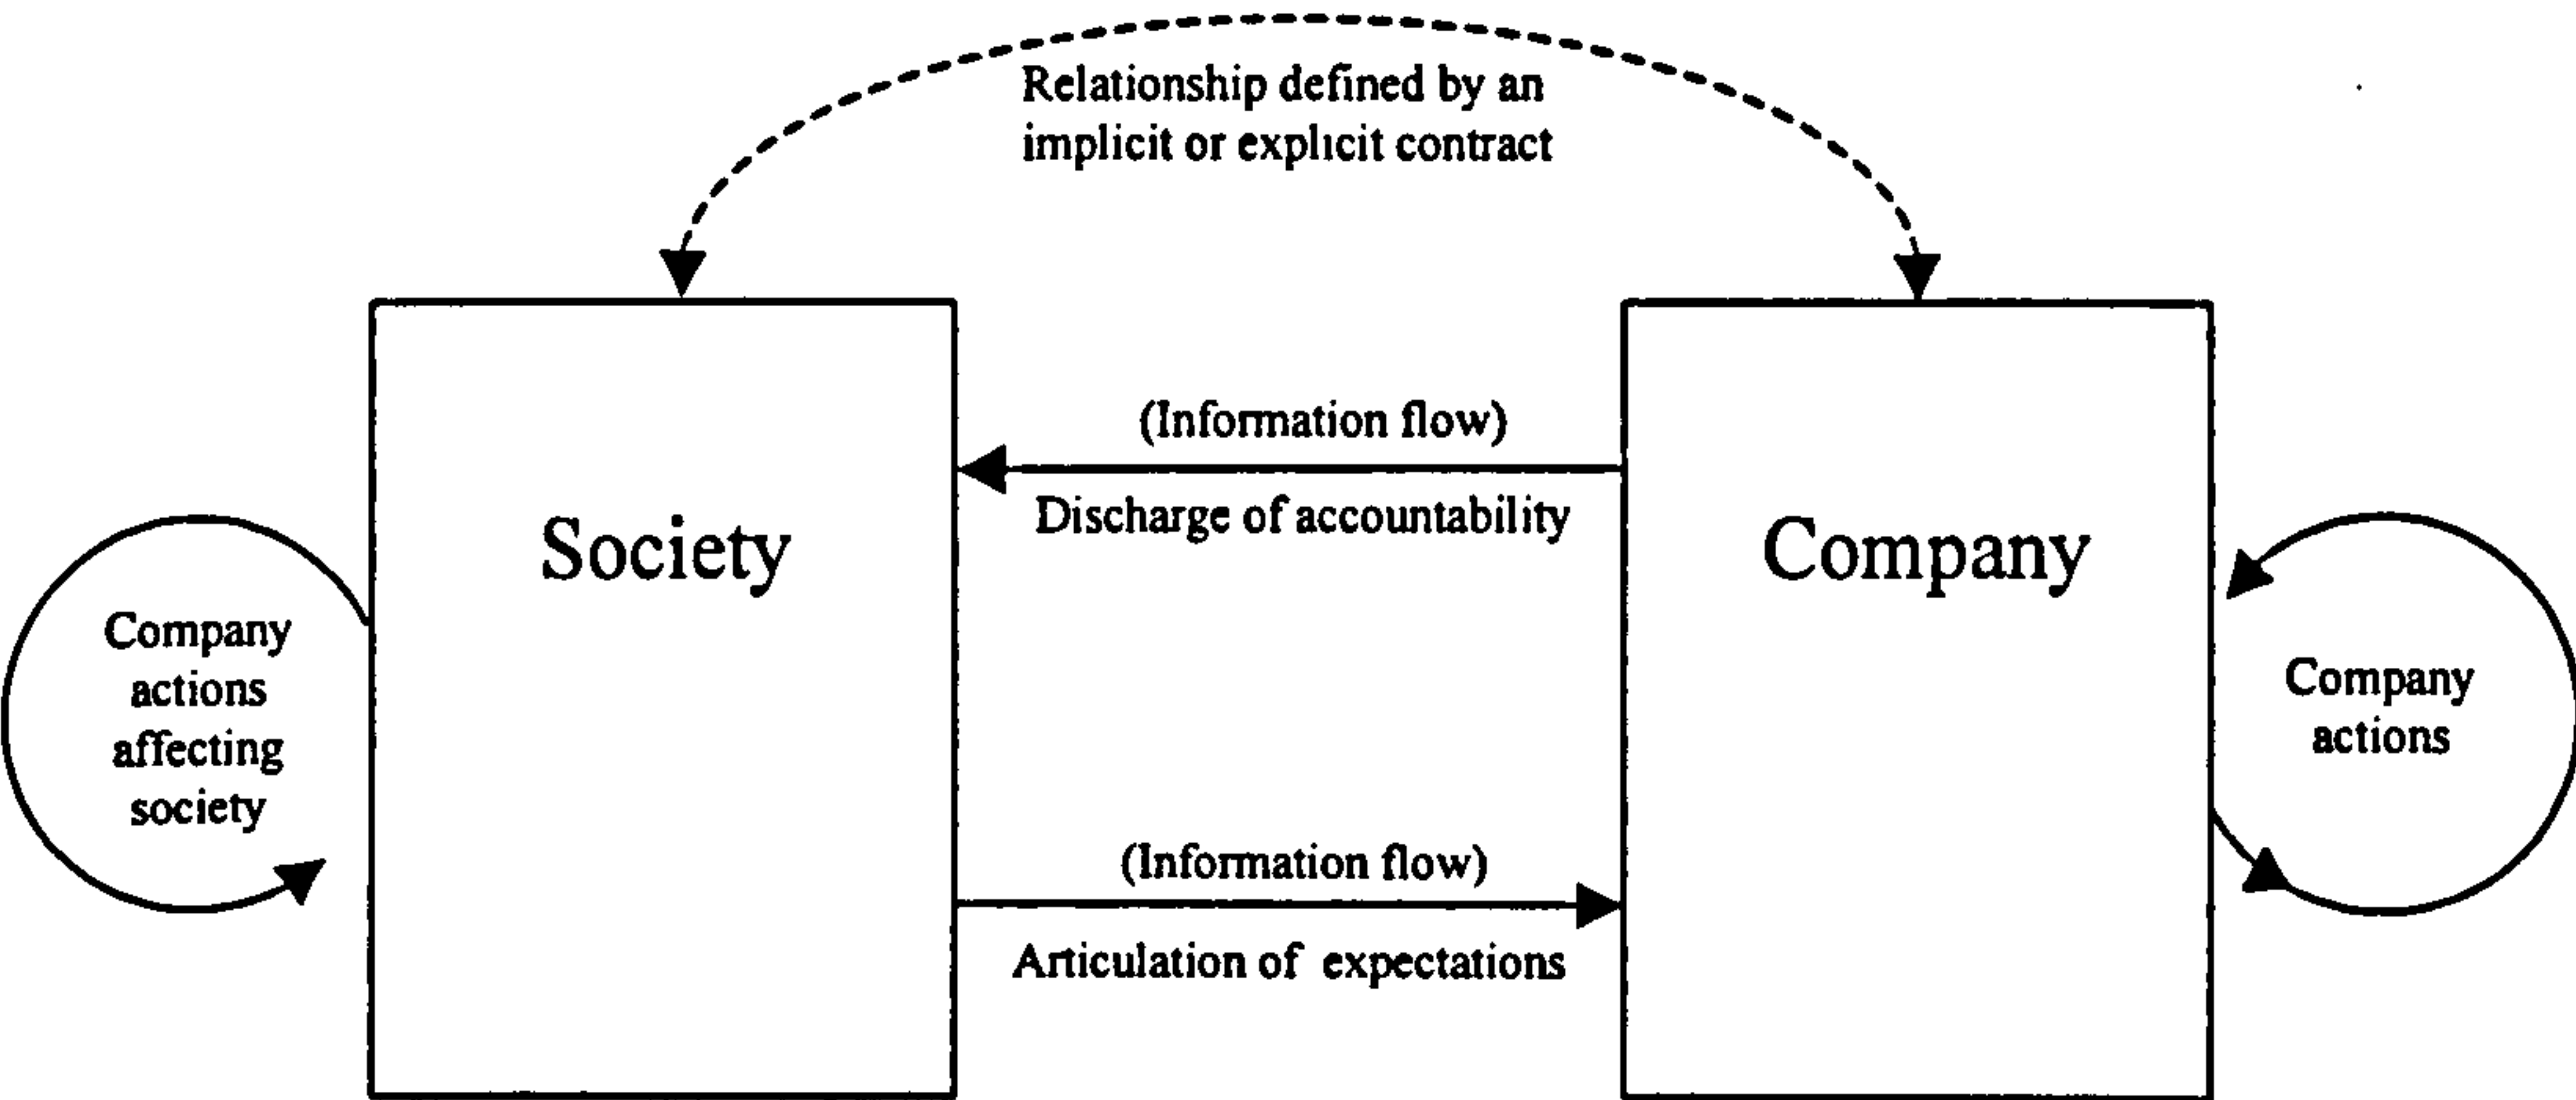 Relationship defined by an
implicit or explicit contract
(Information flow)
Discharge of accountability
Society
Company
Company
actions
affecting
society
Company
actions
(Information flow)
Articulation of expectations